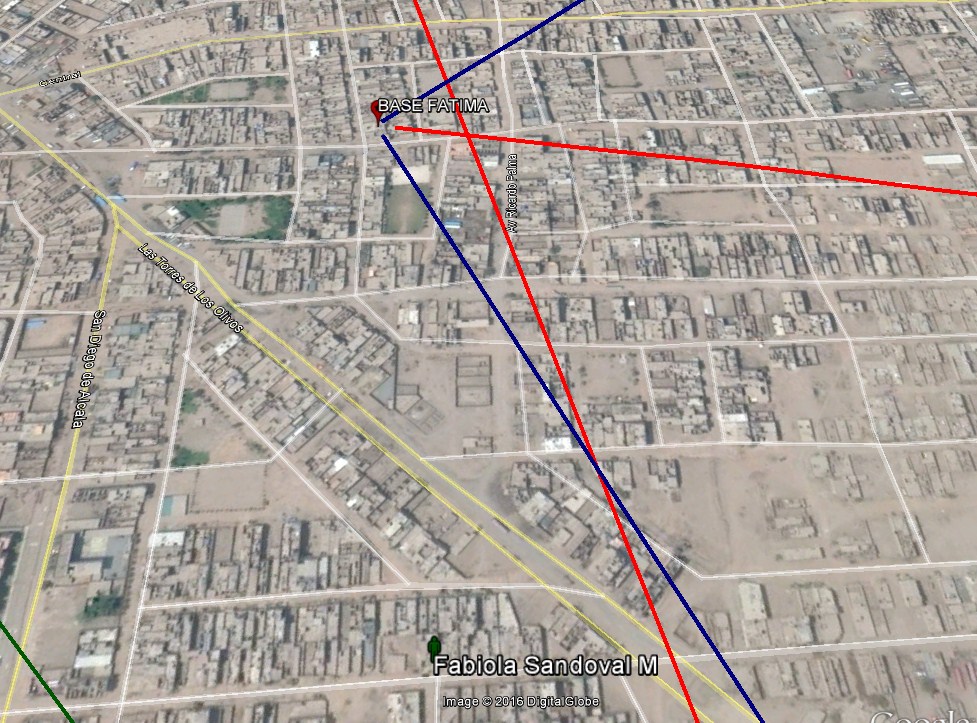 BASE FATIMA
Av Ricardo Palma
Las Torres de Los Olivos
San Diego de Alcala
Fabiola Sandoval M
Image © 2016 DigitalGlobe
Google